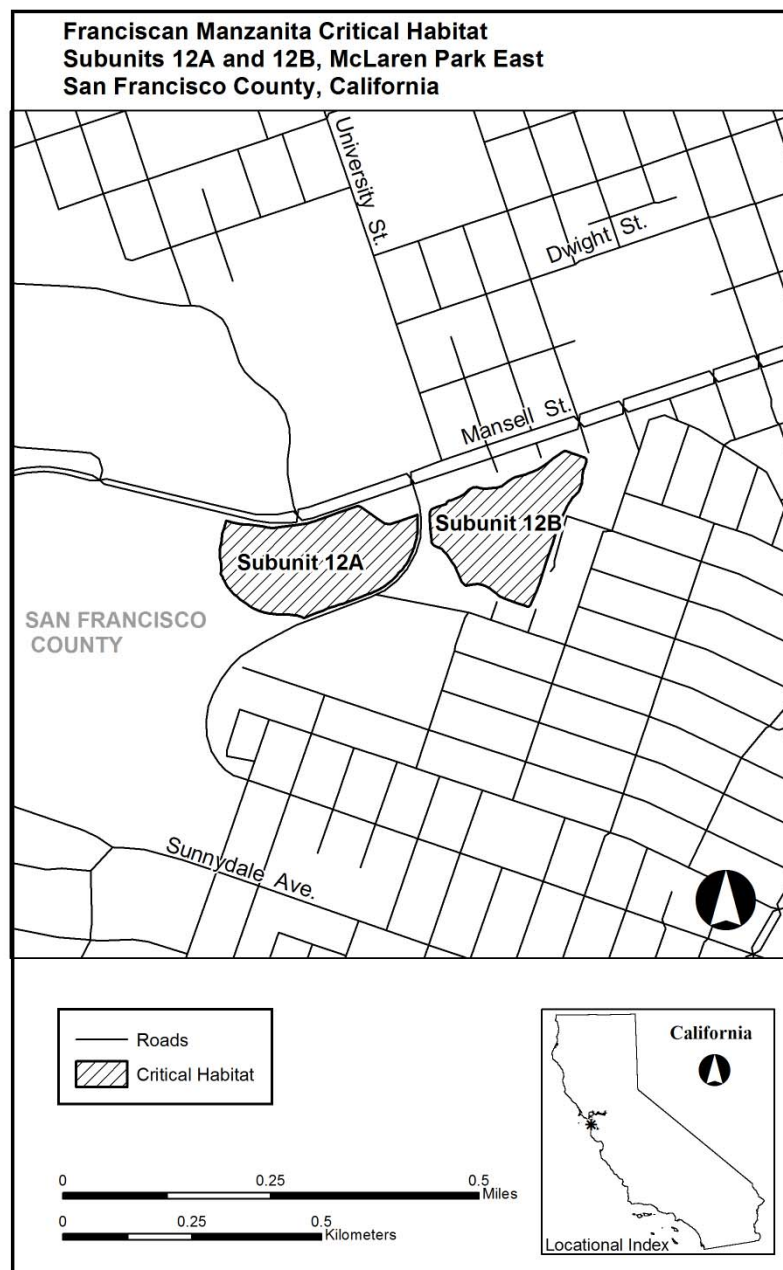 Franciscan Manzanita Critical Habitat
Subunits 12A and 12B, McLaren Park East
San Francisco County, California
University St.
Dwight St.
Mansell St.
Subunit 12B
Subunit 12A
SAN FRANCISCO
COUNTY
Sunnydale Ave.
Roads
Critical Habitat
California
0 0.25 0.5
Miles
0 0.25 0.5
Kilometers
Locational Index